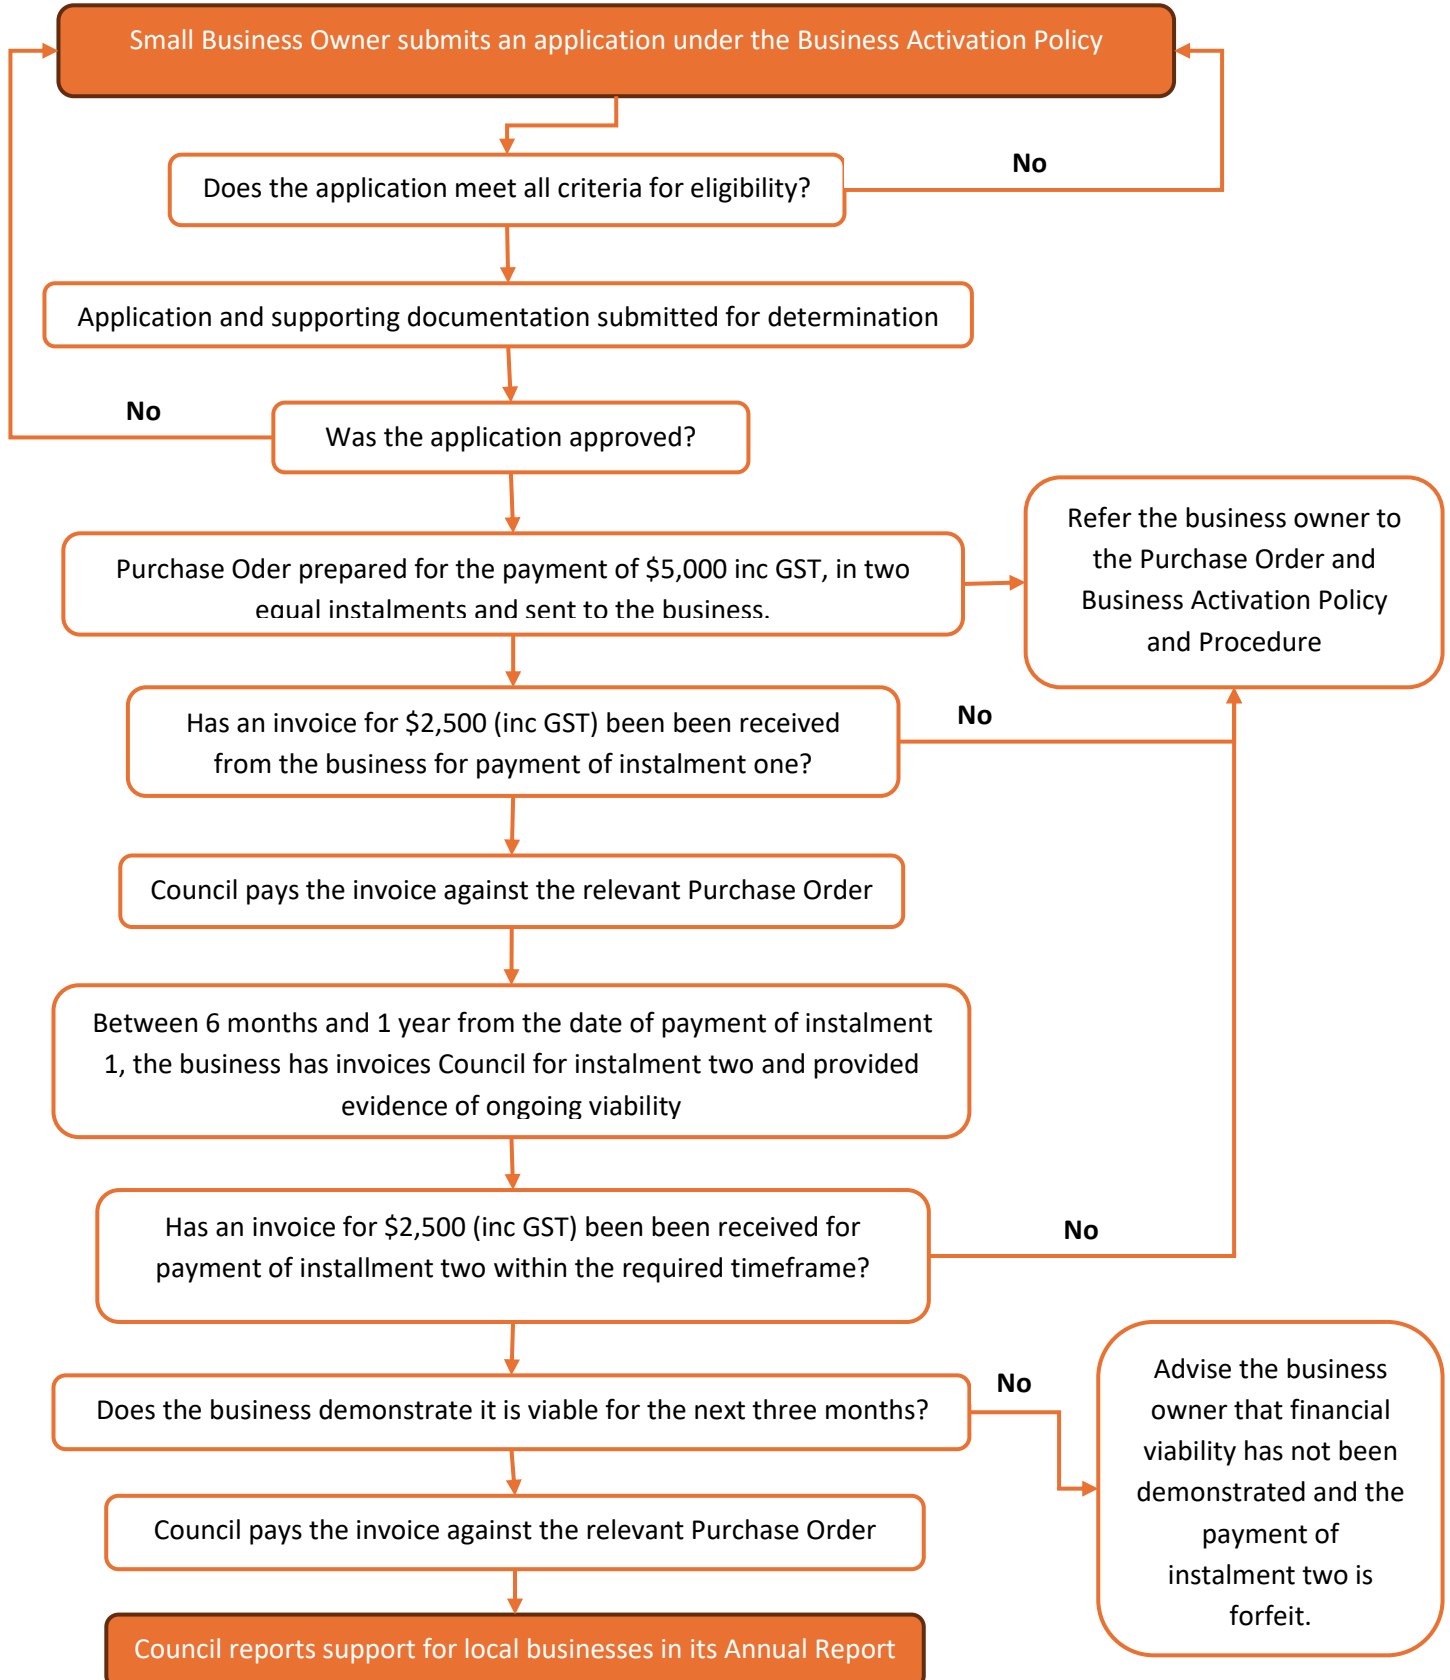 Small Business Owner submits an application under the Business Activation Policy
No
Does the application meet all criteria for eligibility?
Application and supporting documentation submitted for determination
No
Was the application approved?
Purchase Oder prepared for the payment of $5,000 inc GST, in two
equal instalments and sent to the business.
Refer the business owner to
the Purchase Order and
Business Activation Policy
and Procedure
Has an invoice for $2,500 (inc GST) been been received
from the business for payment of instalment one?
No
Council pays the invoice against the relevant Purchase Order
Between 6 months and 1 year from the date of payment of instalment
1, the business has invoices Council for instalment two and provided
evidence of ongoing viability
Has an invoice for $2,500 (inc GST) been been received for
payment of installment two within the required timeframe?
No
Does the business demonstrate it is viable for the next three months?
No
Advise the business
owner that financial
viability has not been
demonstrated and the
payment of
instalment two is
forfeit.
Council pays the invoice against the relevant Purchase Order
Council reports support for local businesses in its Annual Report